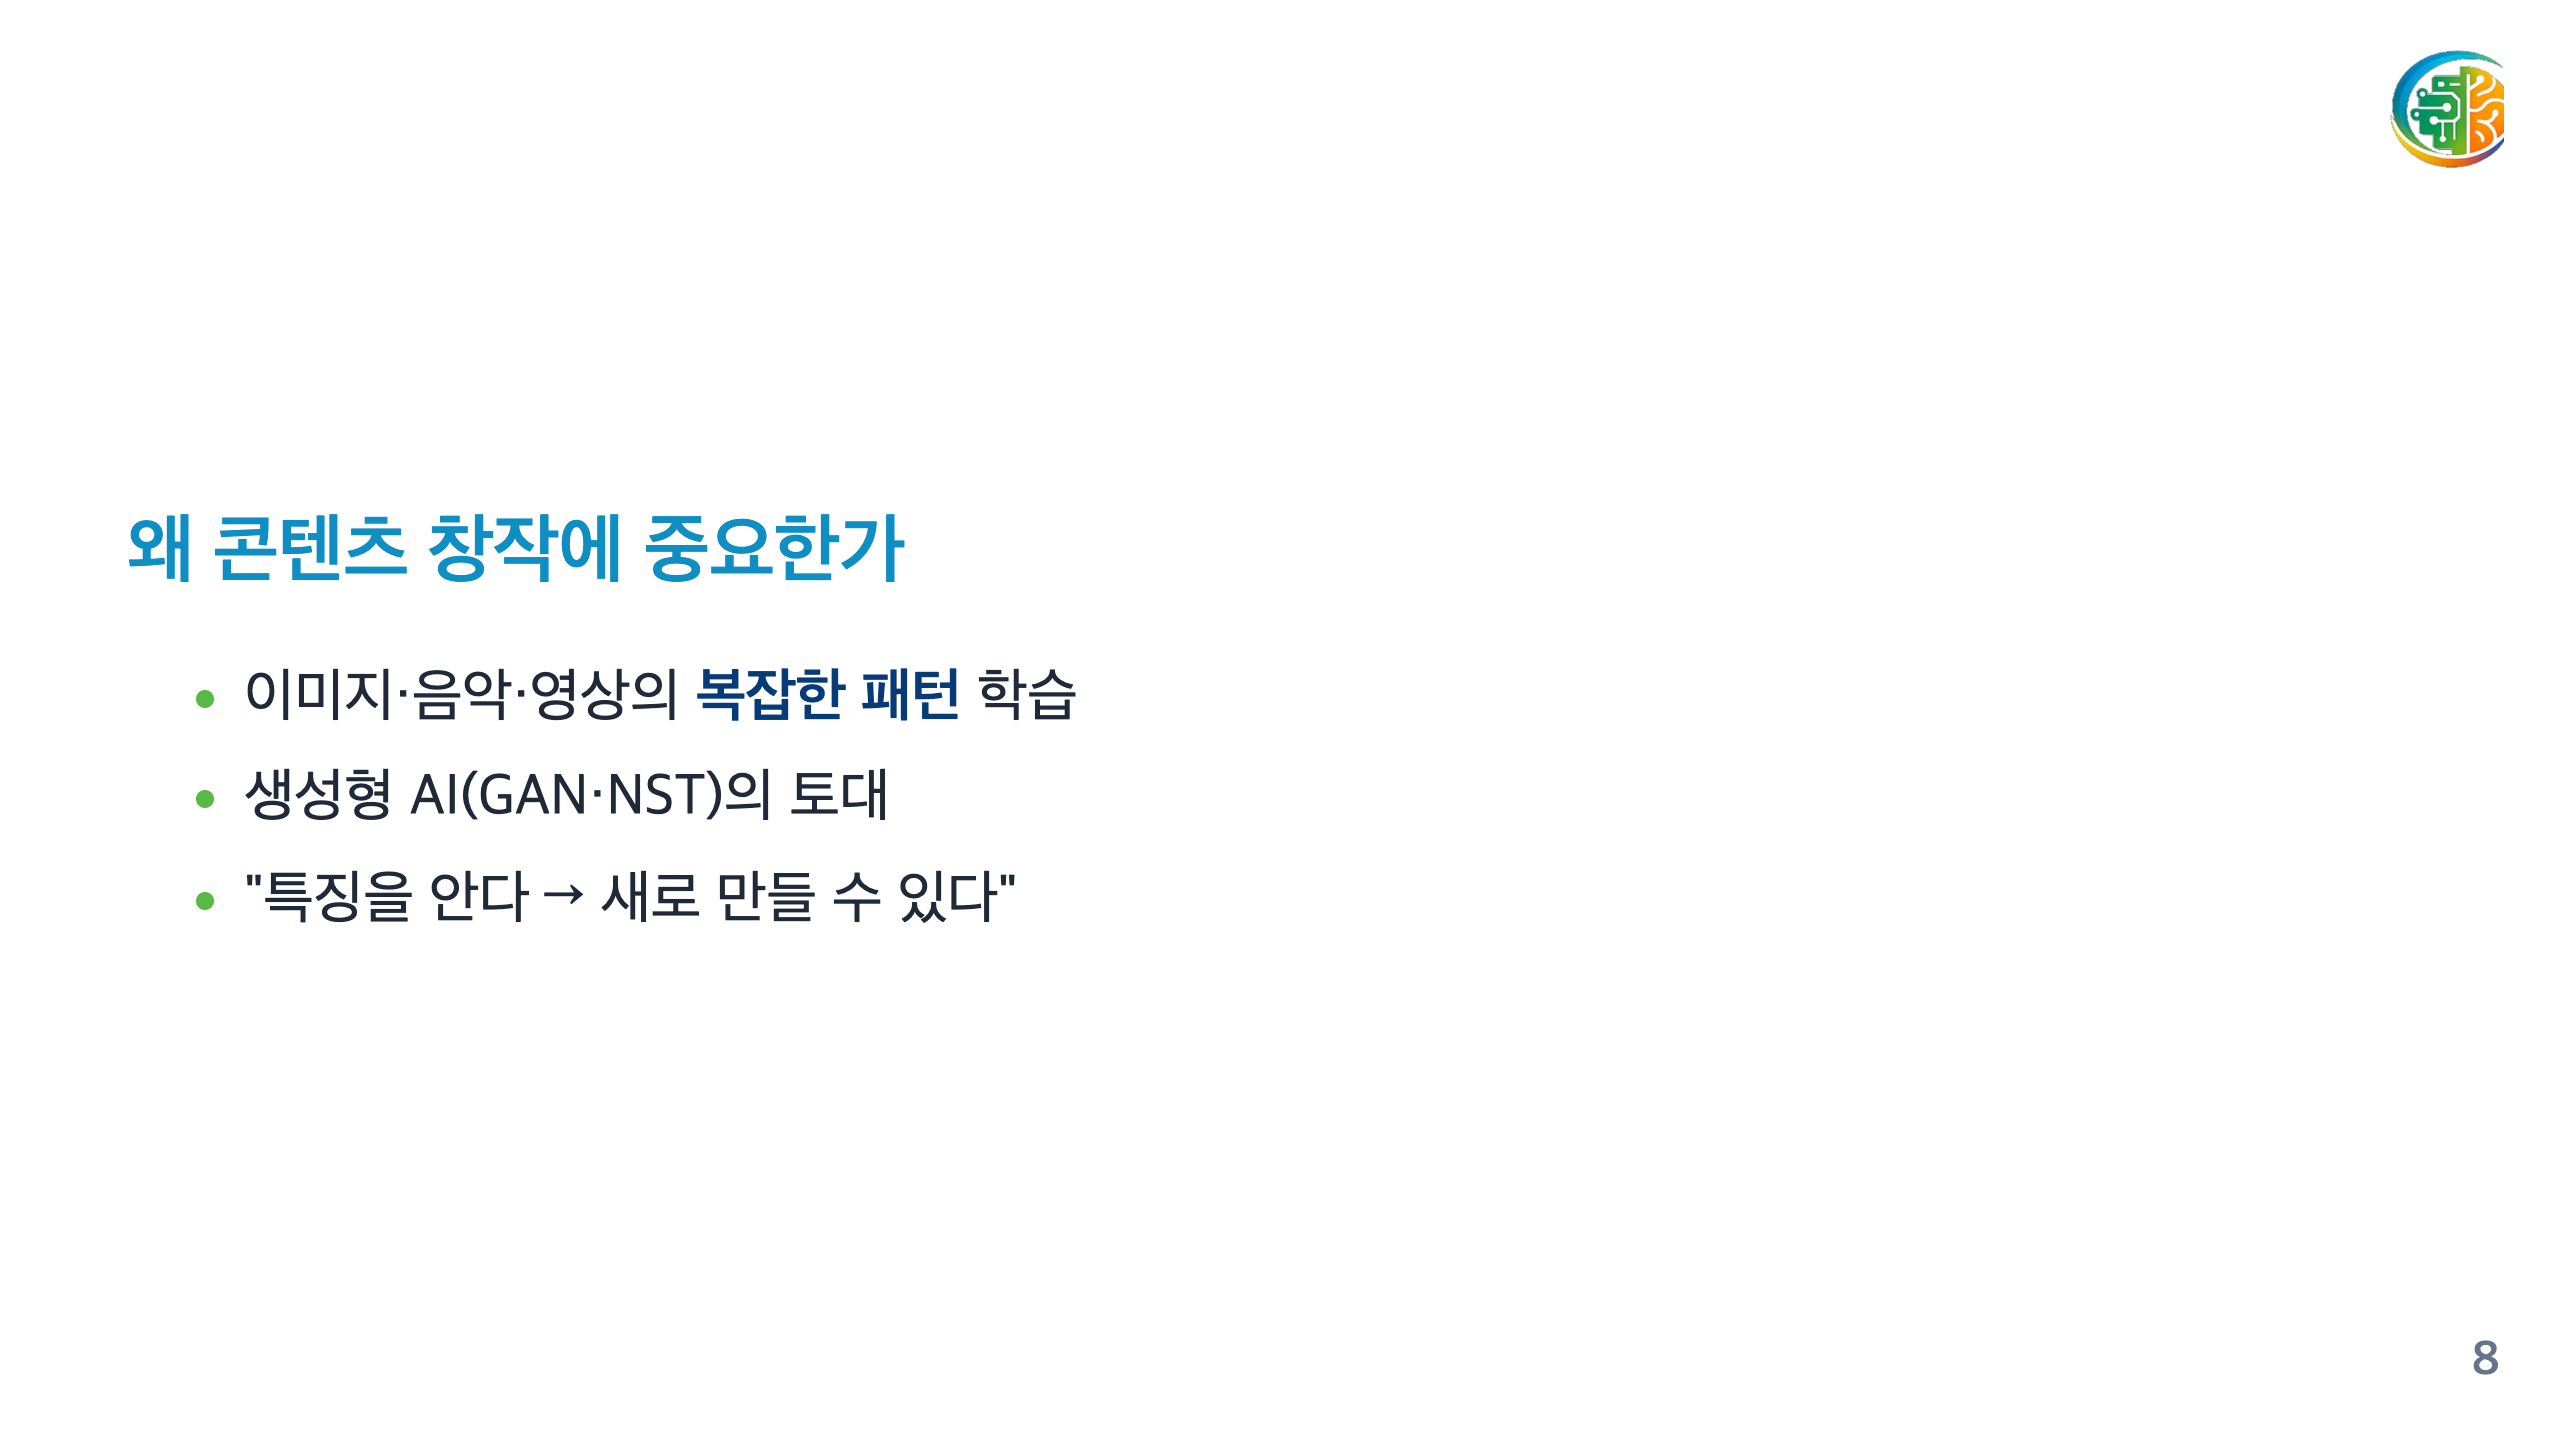 왜 콘텐츠 창작에 중요한가
이미지·음악·영상의 복잡한 패턴 학습
생성형 AI(GAN·NST)의 토대
"특징을 안다 → 새로 만들 수 있다"
8